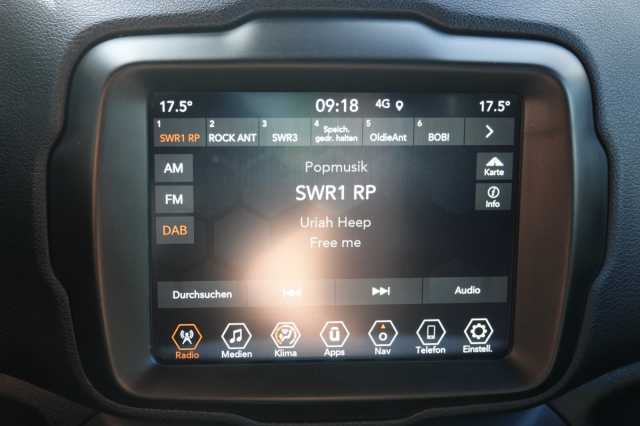 17.5° 09:18 4G 17.5°
1 2 3 4 5 6
SWR1 RP ROCK ANT SWR3 Speich. gedr. halten OldieAnt BOB!
AM Popmusik Karte
SWR1 RP
FM Info
Uriah Heep
DAB
Free me
Durchsuchen Audio
Radio Medien Klima Apps Nav Telefon Einstell.